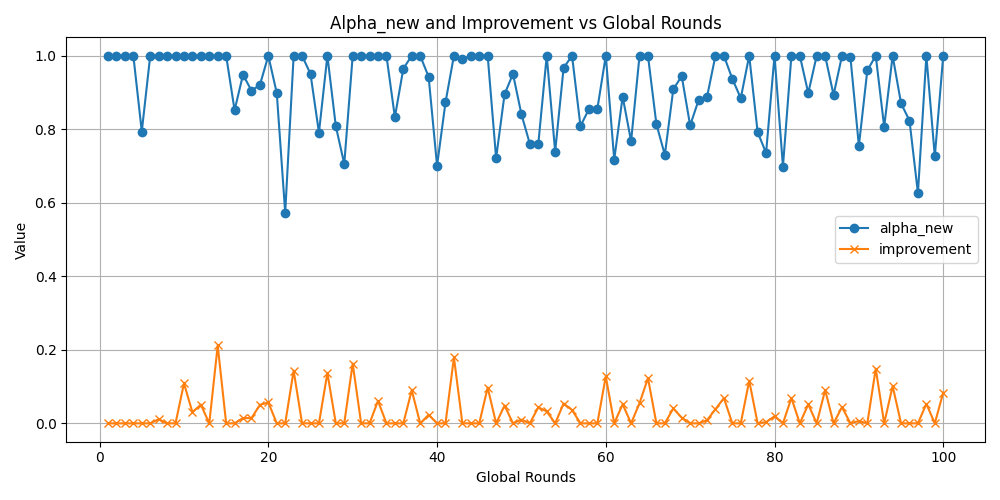 Alpha_new and Improvement vs Global Rounds
1.0
0.8
0.6
0.4
0.2
0.0
Value
alpha_new
improvement
0
20
40
60
80
100
Global Rounds